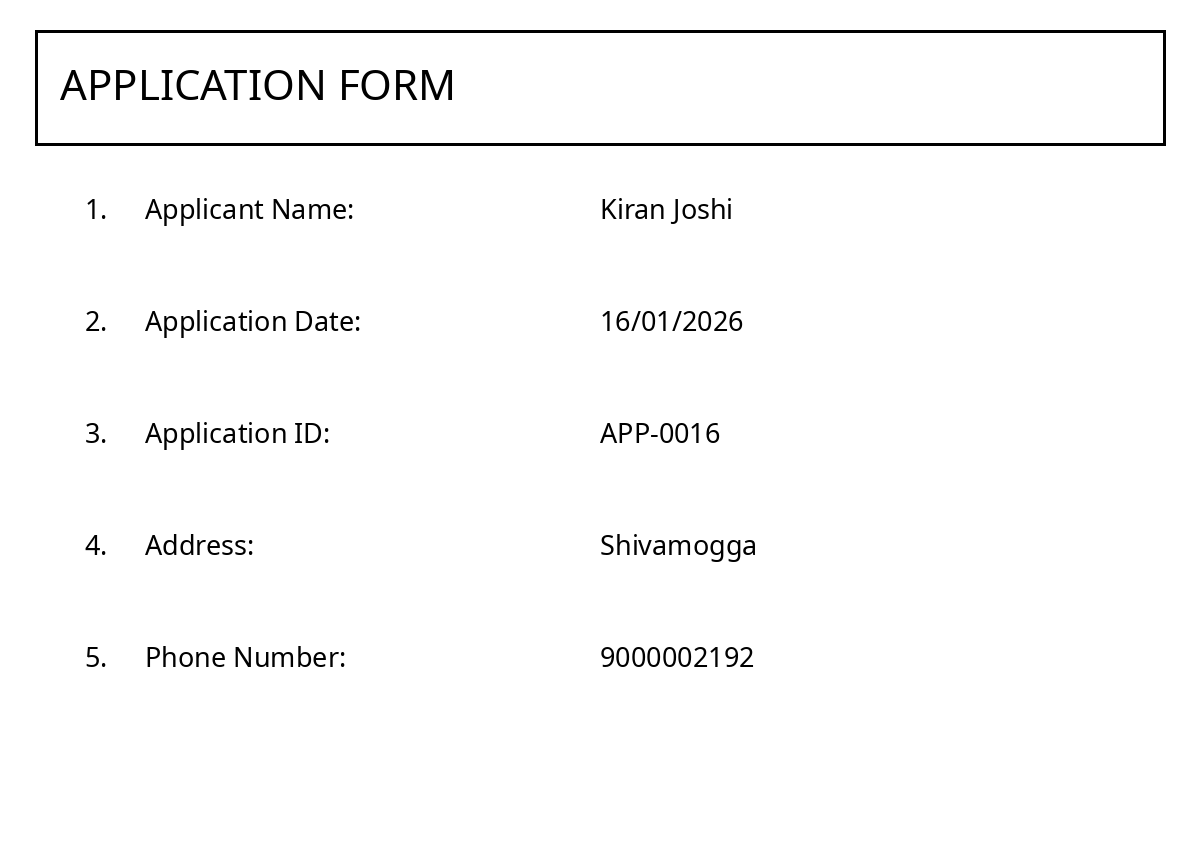 APPLICATION FORM
1. Applicant Name: Kiran Joshi
2. Application Date: 16/01/2026
3. Application ID: APP-0016
4. Address: Shivamogga
5. Phone Number: 9000002192